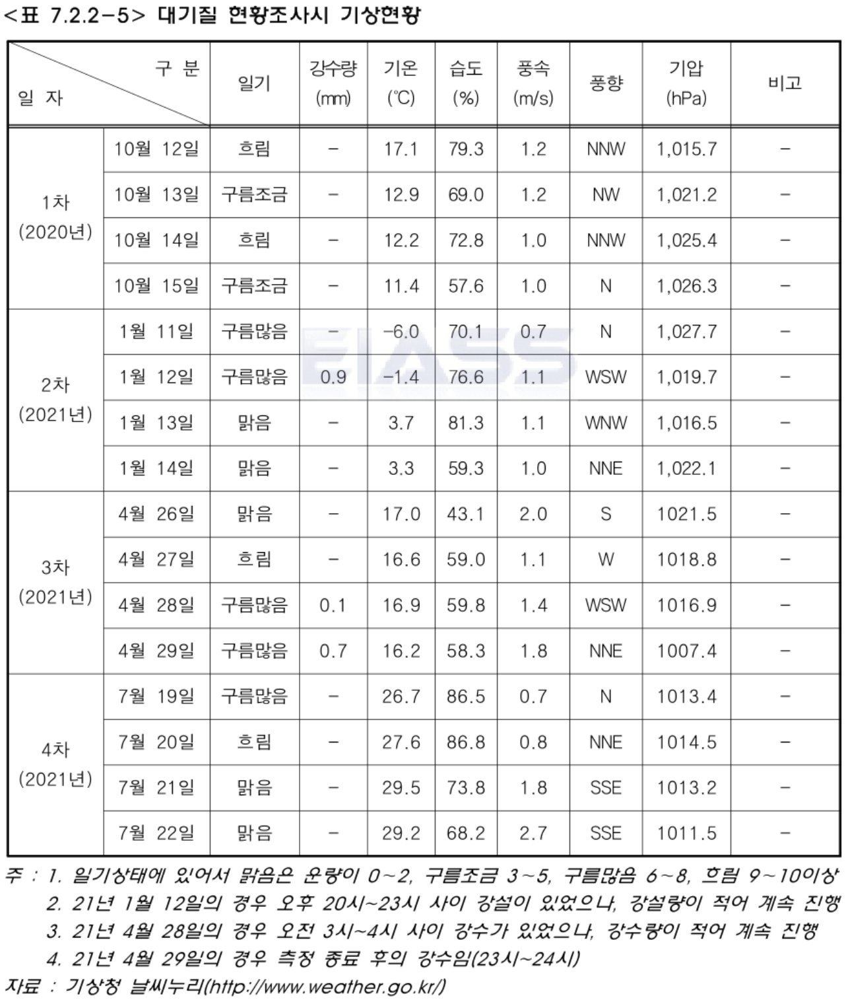 <표 7.2.2-5> 대기질 현황조사시 기상현황
구 분 일 자 일기 강수량 (mm) 기온 (℃) 습도 (%) 풍속 (m/s) 풍향 기압 (hPa) 비고
1차 (2020년) 10월 12일 흐림 - 17.1 79.3 1.2 NNW 1,015.7 -
10월 13일 구름조금 - 12.9 69.0 1.2 NW 1,021.2 -
10월 14일 흐림 - 12.2 72.8 1.0 NNW 1,025.4 -
10월 15일 구름조금 - 11.4 57.6 1.0 N 1,026.3 -
2차 (2021년) 1월 11일 구름많음 - -6.0 70.1 0.7 N 1,027.7 -
1월 12일 구름많음 0.9 -1.4 76.6 1.1 WSW 1,019.7 -
1월 13일 맑음 - 3.7 81.3 1.1 WNW 1,016.5 -
1월 14일 맑음 - 3.3 59.3 1.0 NNE 1,022.1 -
3차 (2021년) 4월 26일 맑음 - 17.0 43.1 2.0 S 1021.5 -
4월 27일 흐림 - 16.6 59.0 1.1 W 1018.8 -
4월 28일 구름많음 0.1 16.9 59.8 1.4 WSW 1016.9 -
4월 29일 구름많음 0.7 16.2 58.3 1.8 NNE 1007.4 -
4차 (2021년) 7월 19일 구름많음 - 26.7 86.5 0.7 N 1013.4 -
7월 20일 흐림 - 27.6 86.8 0.8 NNE 1014.5 -
7월 21일 맑음 - 29.5 73.8 1.8 SSE 1013.2 -
7월 22일 맑음 - 29.2 68.2 2.7 SSE 1011.5 -
EIASS
주 : 1. 일기상태에 있어서 맑음은 운량이 0~2, 구름조금 3~5, 구름많음 6~8, 흐림 9~10이상
2. 21년 1월 12일의 경우 오후 20시~23시 사이 강설이 있었으나, 강설량이 적어 계속 진행
3. 21년 4월 28일의 경우 오전 3시~4시 사이 강수가 있었으나, 강수량이 적어 계속 진행
4. 21년 4월 29일의 경우 측정 종료 후의 강수임(23시~24시)
자료 : 기상청 날씨누리(http://www.weather.go.kr/)